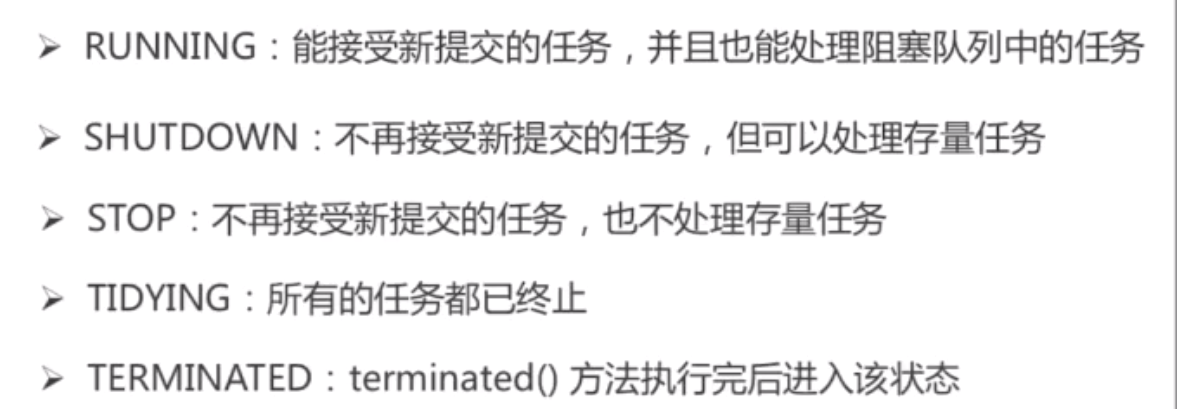 ➢ RUNNING：能接受新提交的任务，并且也能处理阻塞队列中的任务
➢ SHUTDOWN：不再接受新提交的任务，但可以处理存量任务
➢ STOP：不再接受新提交的任务，也不处理存量任务
➢ TIDYING：所有的任务都已终止
➢ TERMINATED：terminated() 方法执行完后进入该状态